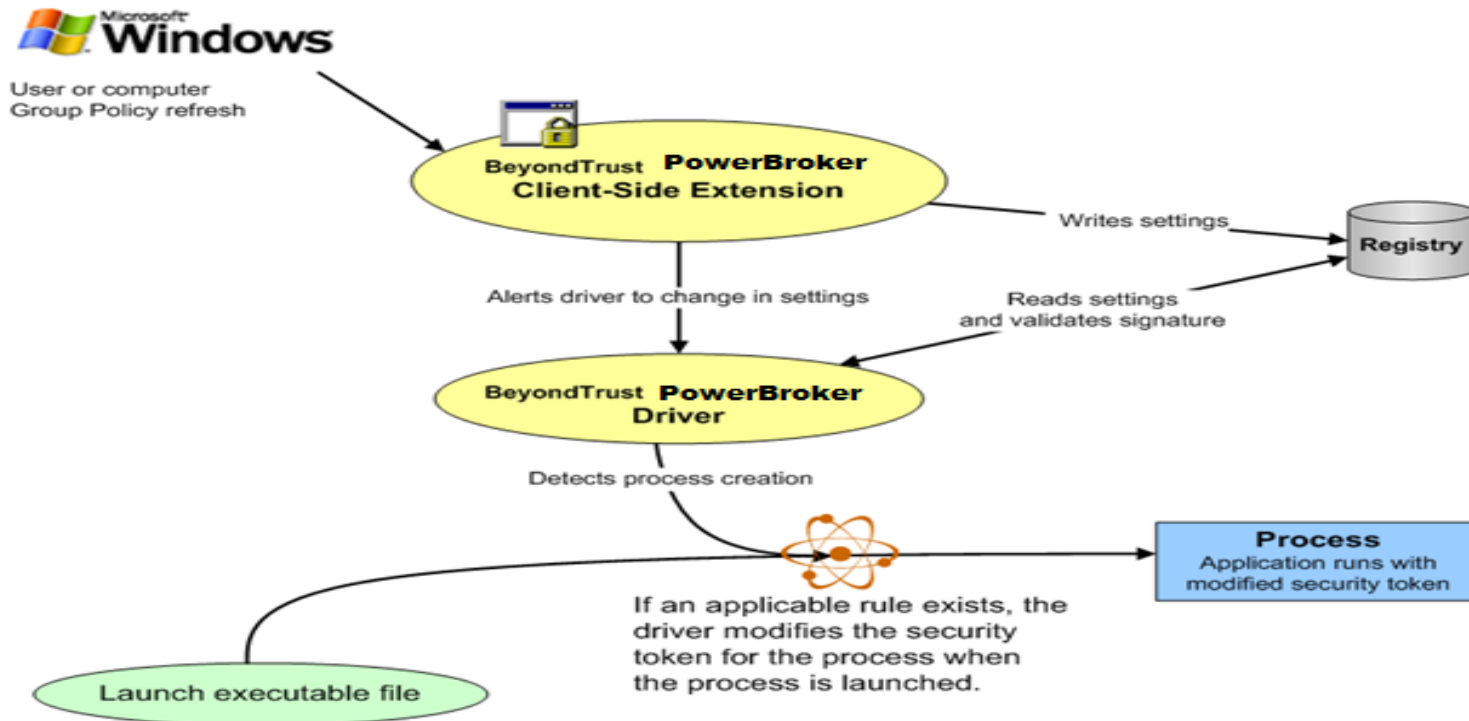 Microsoft
Windows
User or computer
Group Policy refresh
BeyondTrust PowerBroker
Client-Side Extension
Writes settings
Registry
Alerts driver to change in settings
Reads settings
and validates signature
BeyondTrust PowerBroker
Driver
Detects process creation
Process
Application runs with
modified security token
If an applicable rule exists, the
driver modifies the security
token for the process when
the process is launched.
Launch executable file